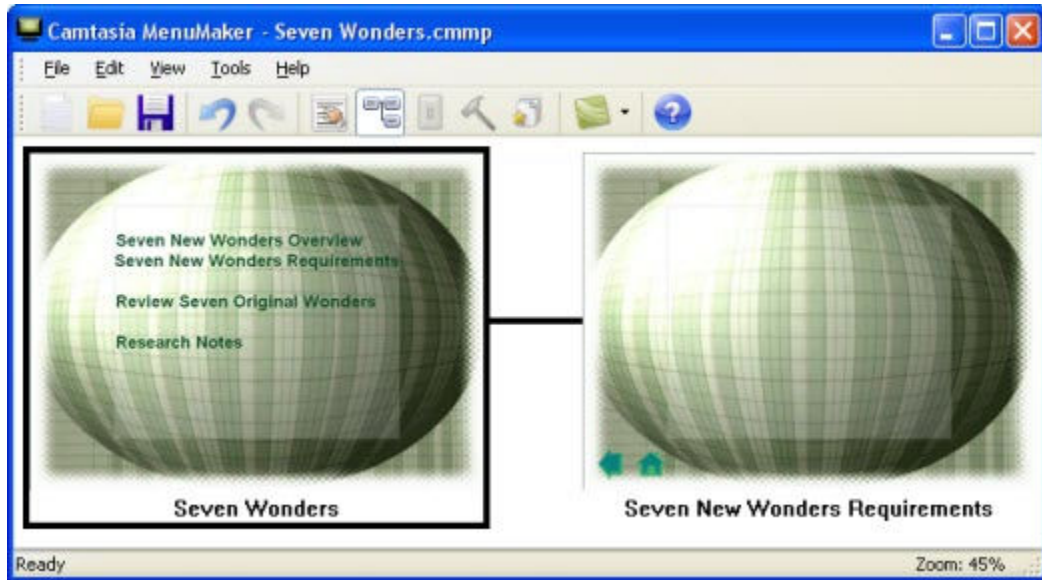 Camtasia MenuMaker - Seven Wonders.cmmp
File Edit View Tools Help
Seven New Wonders Overview
Seven New Wonders Requirements
Review Seven Original Wonders
Research Notes
Seven Wonders
Seven New Wonders Requirements
Ready
Zoom: 45%